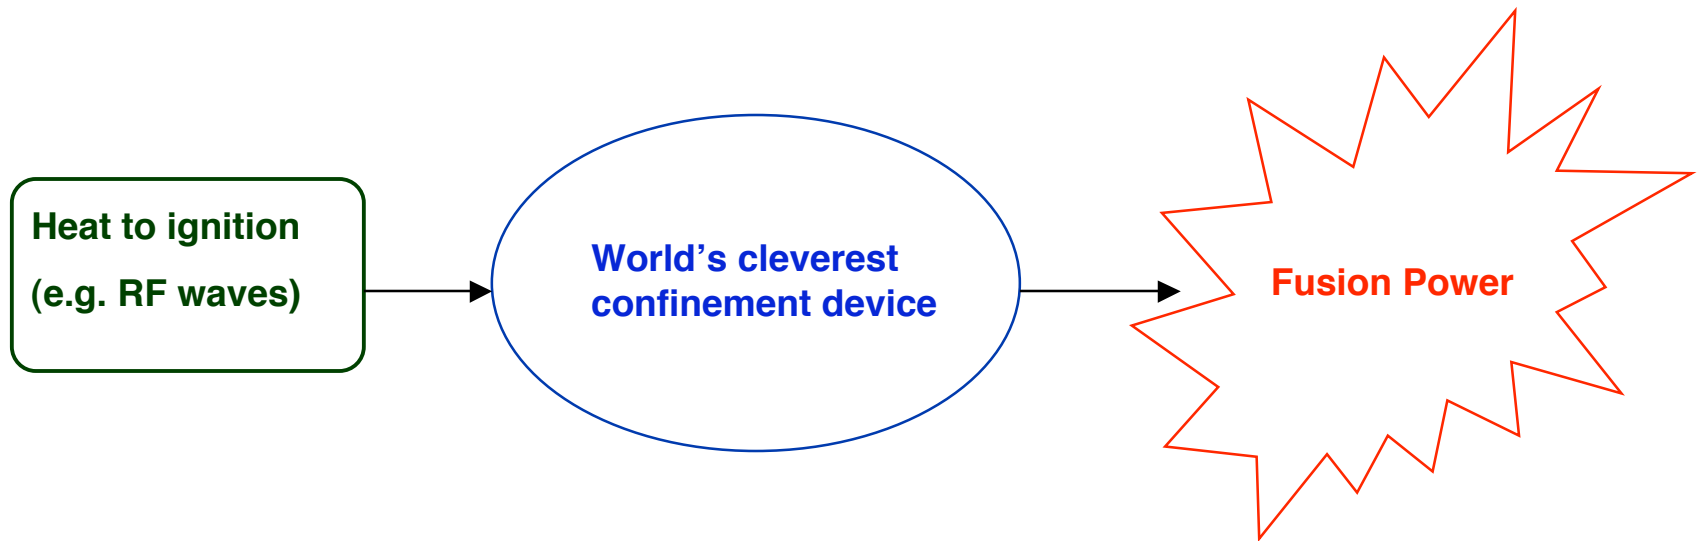 Heat to ignition
(e.g. RF waves)
World’s cleverest
confinement device
Fusion Power